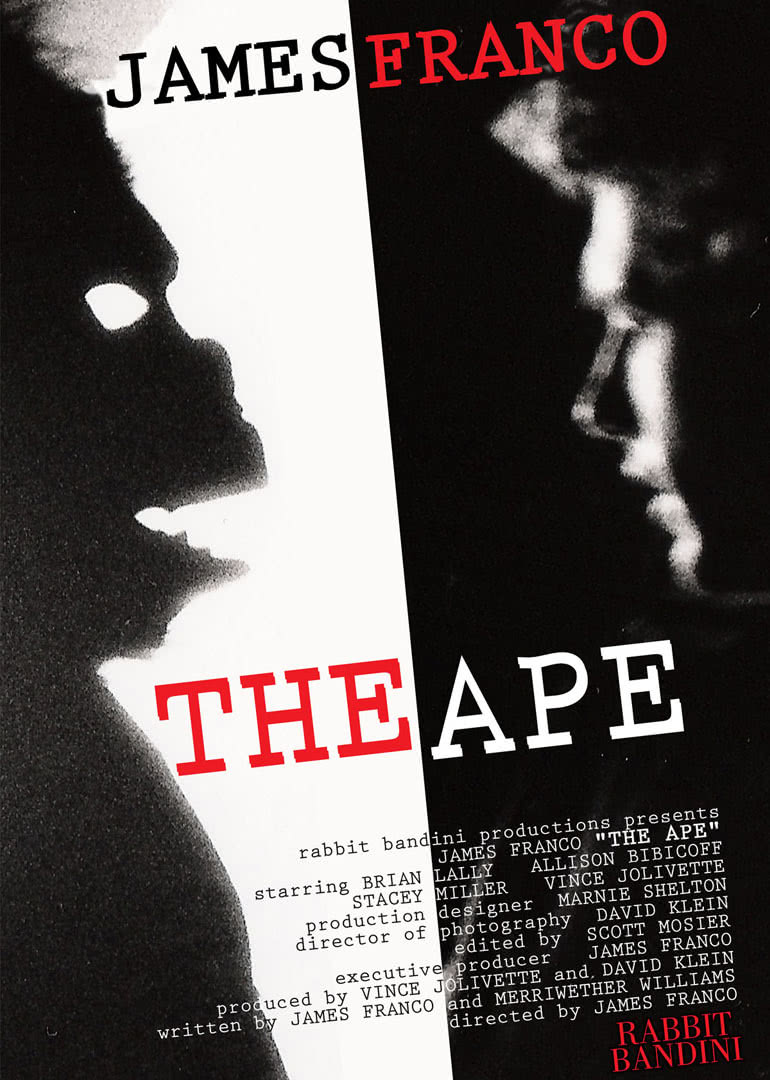 JAMES FRANCO
THE APE
rabbit bandini productions presents
JAMES FRANCO "THE APE"
starring BRIAN LALLY ALLISON BIBICOFF
STACEY MILLER VINCE JOLIVETTE
production designer MARNIE SHELTON
director of photography DAVID KLEIN
edited by SCOTT MOSIER
executive producer JAMES FRANCO
produced by VINCE JOLIVETTE and DAVID KLEIN
written by JAMES FRANCO and MERRIWETHER WILLIAMS
directed by JAMES FRANCO
RABBIT
BANDINI